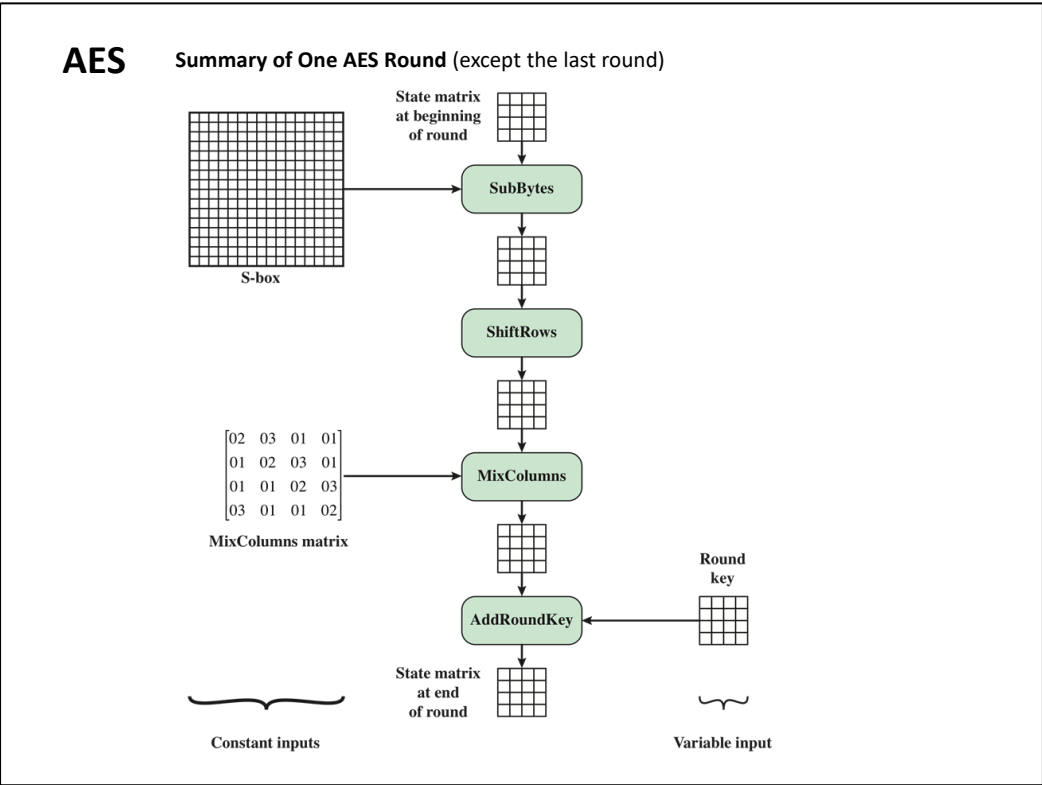 AES
Summary of One AES Round (except the last round)
State matrix
at beginning
of round
SubBytes
S-box
ShiftRows
02 03 01 01
01 02 03 01
01 01 02 03
03 01 01 02
MixColumns
MixColumns matrix
Round
key
AddRoundKey
State matrix
at end
of round
Constant inputs
Variable input